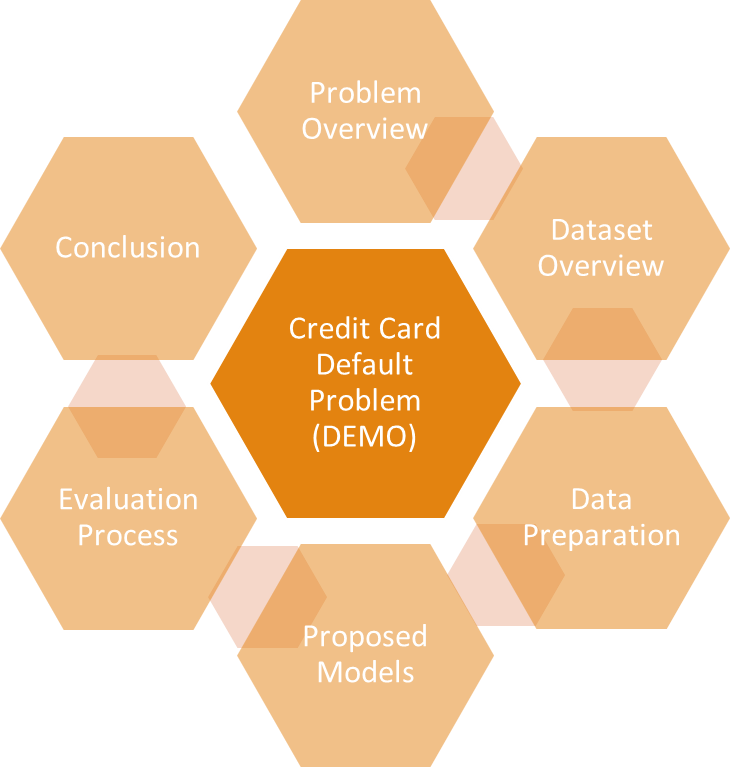 Problem
Overview
Dataset
Overview
Data
Preparation
Proposed
Models
Evaluation
Process
Conclusion
Credit Card
Default
Problem
(DEMO)